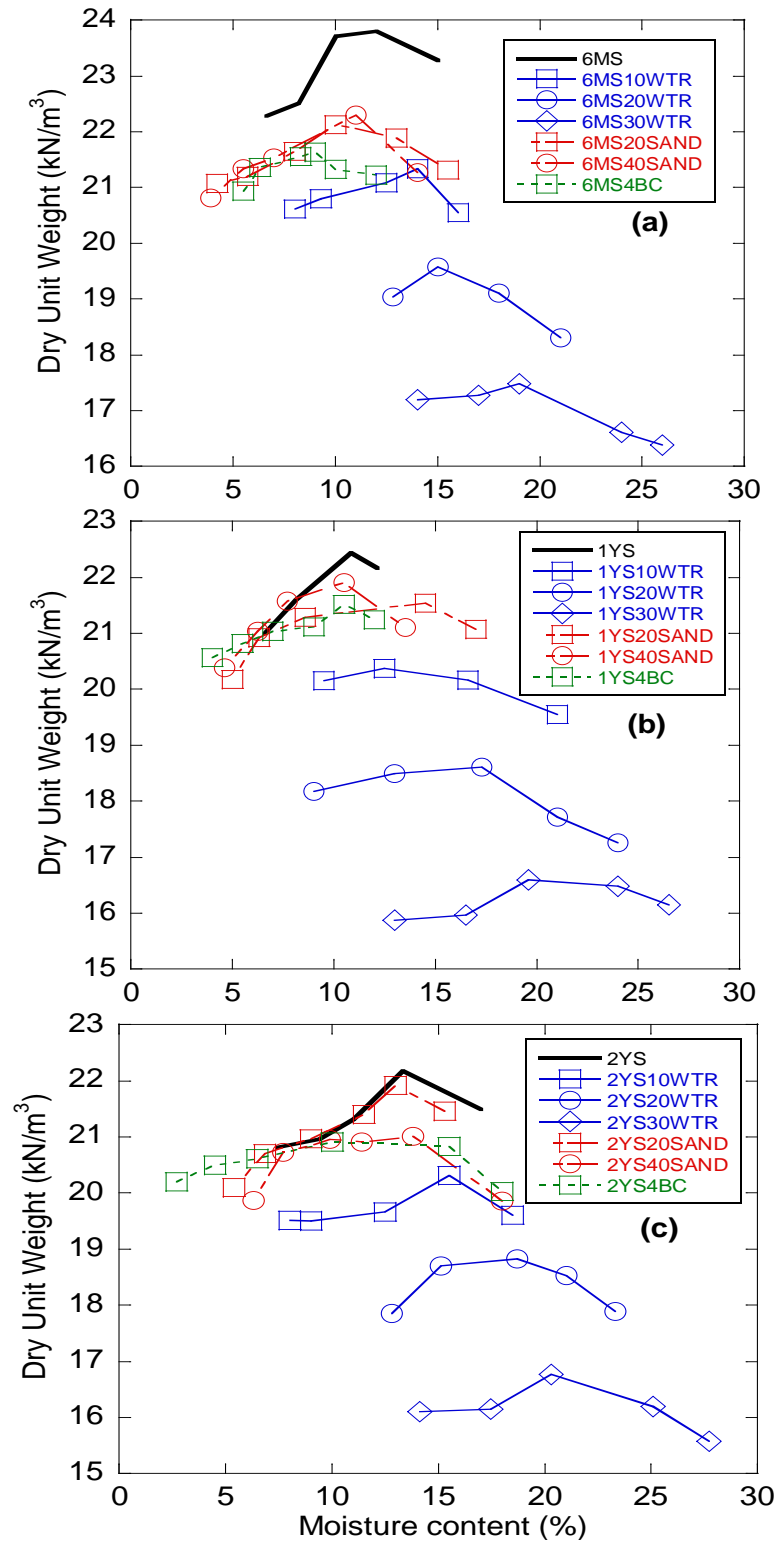 24
23
22
21
20
19
18
17
16
Dry Unit Weight (kN/m³)
6MS
6MS10WTR
6MS20WTR
6MS30WTR
6MS20SAND
6MS40SAND
6MS4BC
(a)
0 5 10 15 20 25 30
23
22
21
20
19
18
17
16
15
Dry Unit Weight (kN/m³)
1YS
1YS10WTR
1YS20WTR
1YS30WTR
1YS20SAND
1YS40SAND
1YS4BC
(b)
0 5 10 15 20 25 30
23
22
21
20
19
18
17
16
15
Dry Unit Weight (kN/m³)
2YS
2YS10WTR
2YS20WTR
2YS30WTR
2YS20SAND
2YS40SAND
2YS4BC
(c)
0 5 10 15 20 25 30
Moisture content (%)